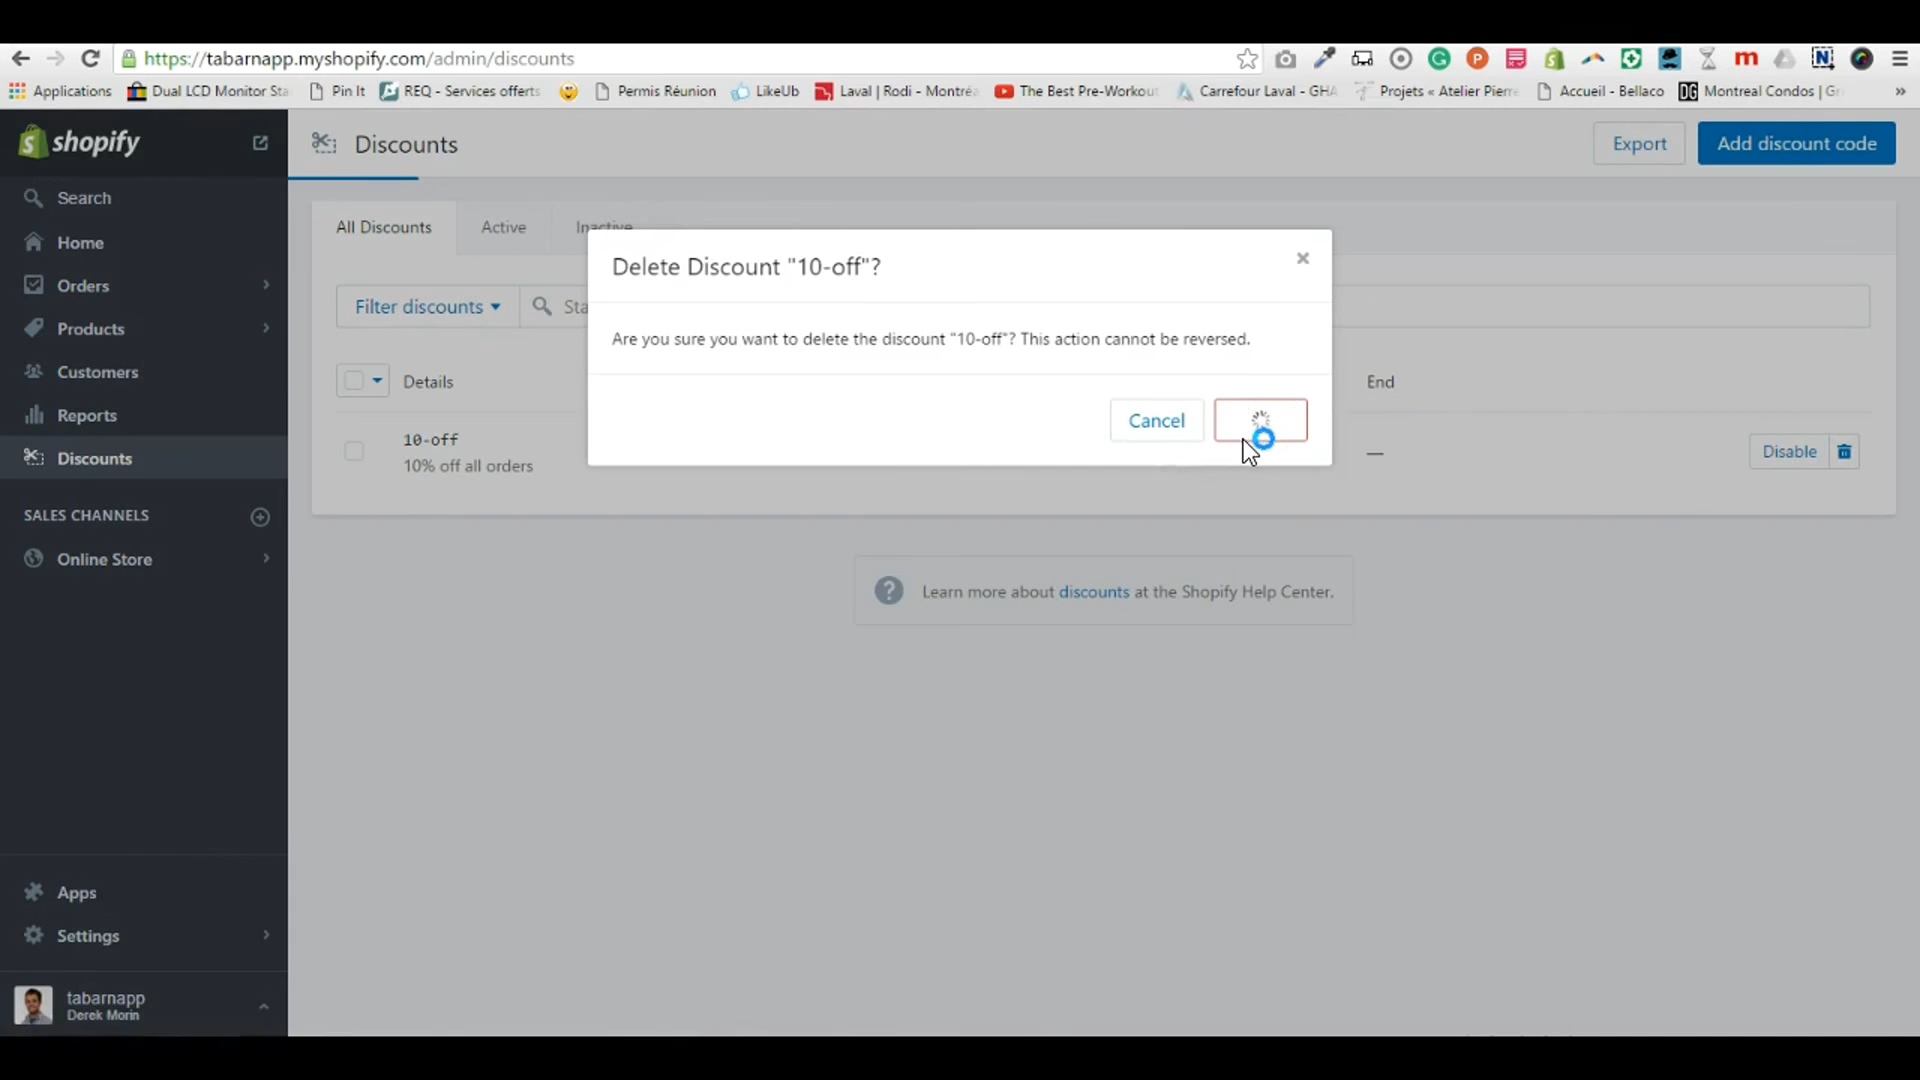 https://tabarnapp.myshopify.com/admin/discounts
Applications Dual LCD Monitor Sta Pin It REQ - Services offerts Permis Réunion LikeUb Laval | Rodi - Montréa The Best Pre-Workout Carrefour Laval - GHA Projets « Atelier Pierre Accueil - Bellaco Montreal Condos | Gr
shopify
Discounts
Export
Add discount code
Search
Home
Orders
Products
Customers
Reports
Discounts
SALES CHANNELS
Online Store
Apps
Settings
tabarnapp
Derek Morin
All Discounts
Active
Inactive
Filter discounts
Sta
Details
End
10-off
10% off all orders
—
Disable
Delete Discount "10-off"?
Are you sure you want to delete the discount "10-off"? This action cannot be reversed.
Cancel
Learn more about discounts at the Shopify Help Center.